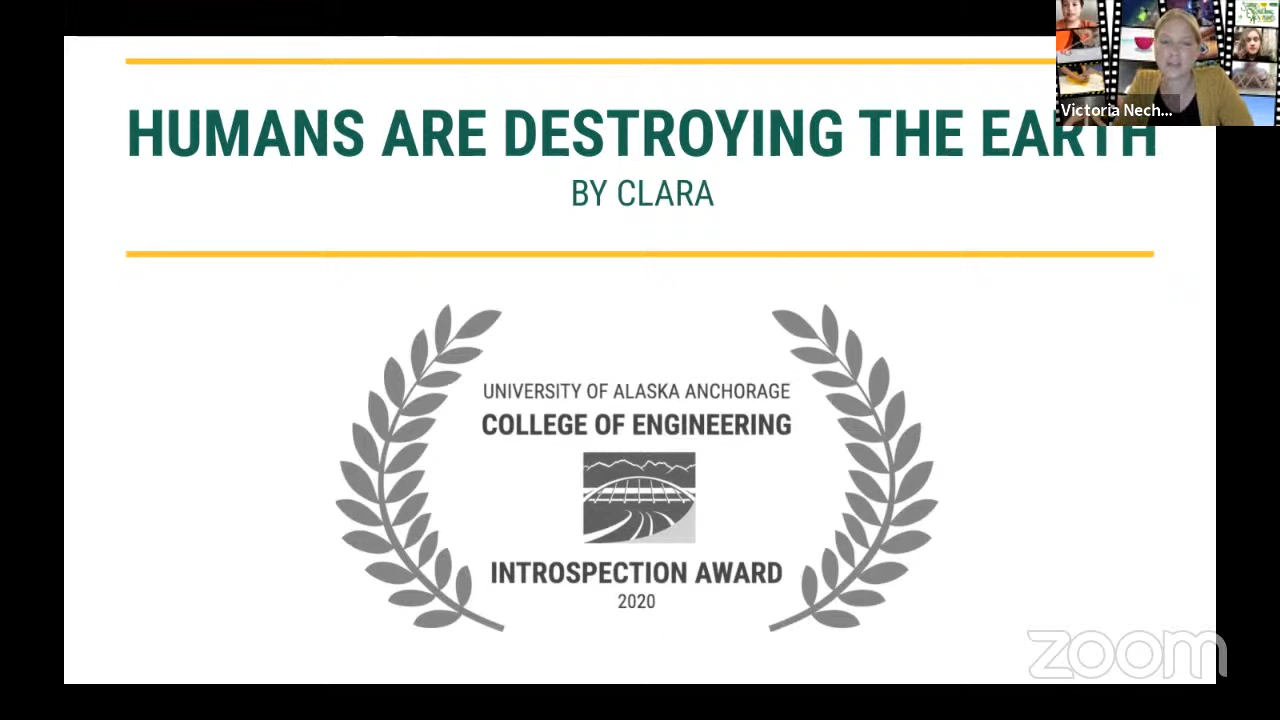 HUMANS ARE DESTROYING THE EARTH
BY CLARA
Victoria Nech...
UNIVERSITY OF ALASKA ANCHORAGE
COLLEGE OF ENGINEERING
INTROSPECTION AWARD
2020
zoom